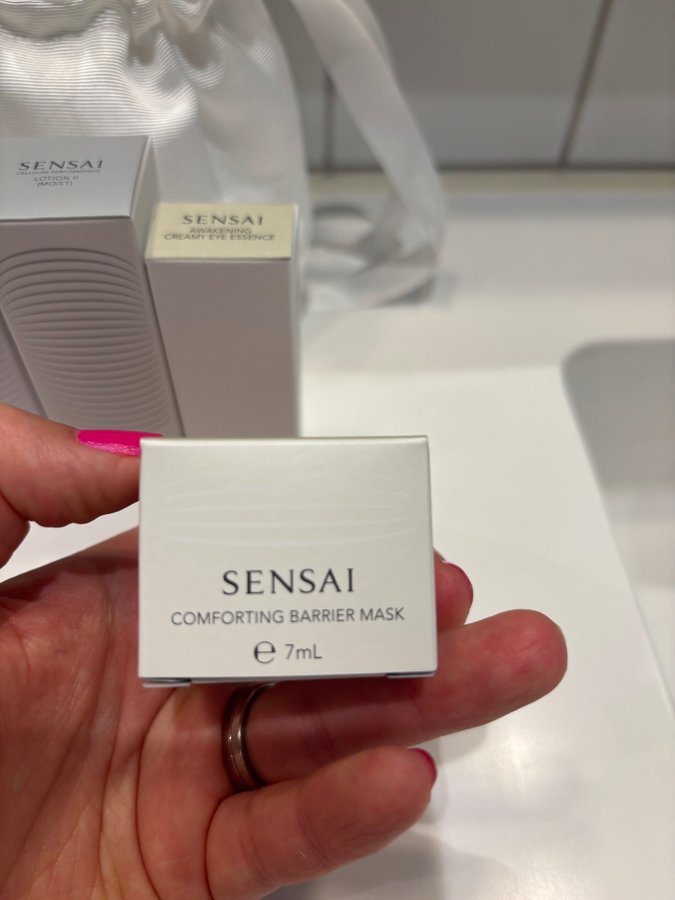 SENSAI
CELLULAR PERFORMANCE
LOTION II
(MOIST)
SENSAI
AWAKENING
CREAMY EYE ESSENCE
SENSAI
COMFORTING BARRIER MASK
℮ 7mL